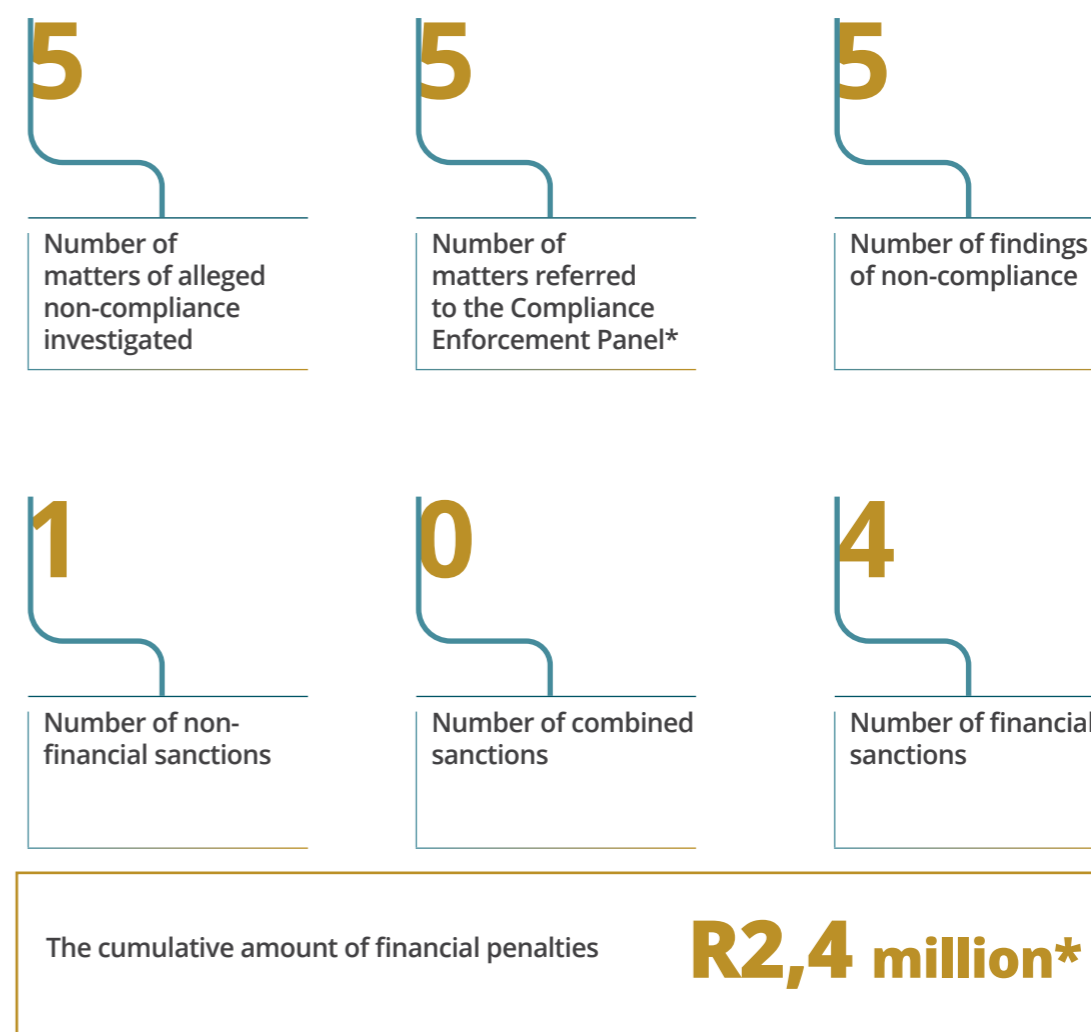 5
Number of
matters of alleged
non-compliance
investigated
5
Number of
matters referred
to the Compliance
Enforcement Panel*
5
Number of findings
of non-compliance
1
Number of non-
financial sanctions
0
Number of combined
sanctions
4
Number of financial
sanctions
The cumulative amount of financial penalties
R2,4 million*